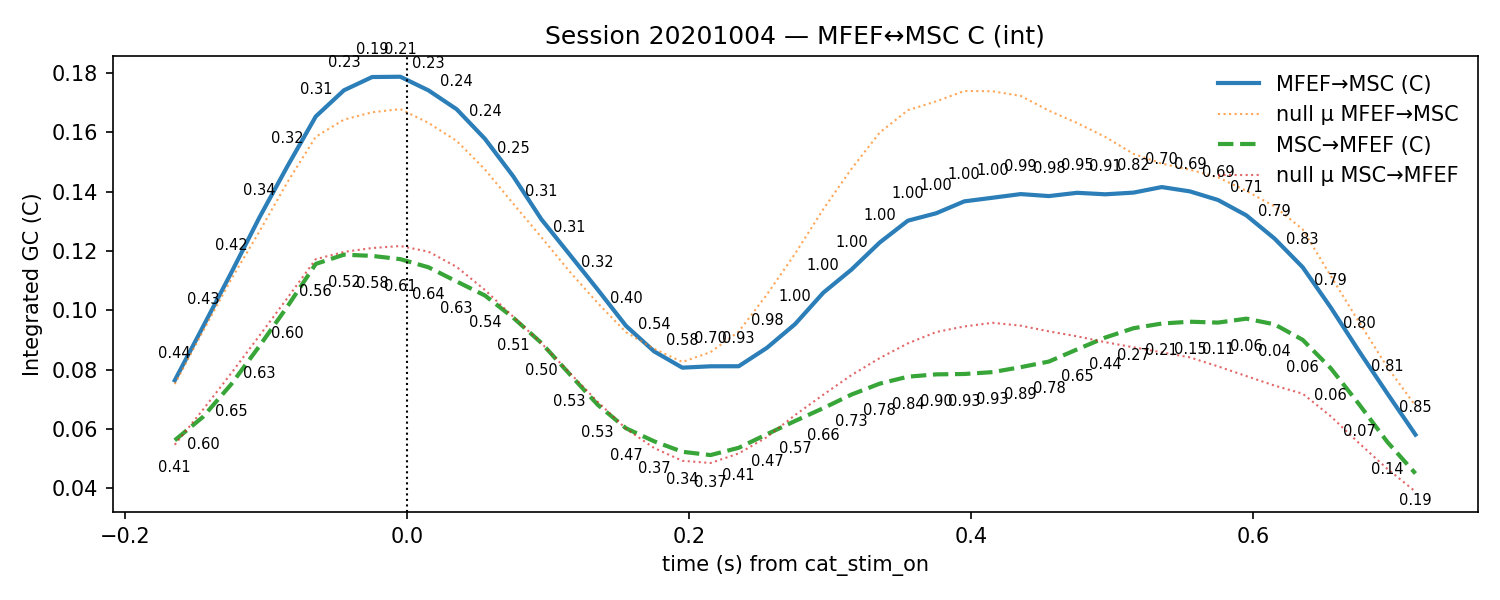 Session 20201004 — MFEF↔MSC C (int)
Integrated GC (C)
0.18
0.16
0.14
0.12
0.10
0.08
0.06
0.04
MFEF→MSC (C)
null μ MFEF→MSC
MSC→MFEF (C)
null μ MSC→MFEF
0.44 0.43 0.42 0.34 0.32 0.31 0.23 0.19 0.21 0.23 0.24 0.24 0.25 0.31 0.31 0.32 0.40 0.54 0.58 0.70 0.93 0.98 1.00 1.00 1.00 1.00 1.00 1.00 1.00 1.00 0.99 0.98 0.95 0.91 0.82 0.70 0.69 0.69 0.71 0.79 0.83 0.79 0.80 0.81 0.85
0.41 0.60 0.65 0.63 0.60 0.56 0.52 0.58 0.61 0.64 0.63 0.54 0.51 0.50 0.53 0.53 0.47 0.37 0.34 0.37 0.41 0.47 0.57 0.66 0.73 0.78 0.84 0.90 0.93 0.93 0.89 0.78 0.65 0.44 0.27 0.21 0.15 0.11 0.06 0.04 0.06 0.06 0.07 0.14 0.19
−0.2 0.0 0.2 0.4 0.6
time (s) from cat_stim_on